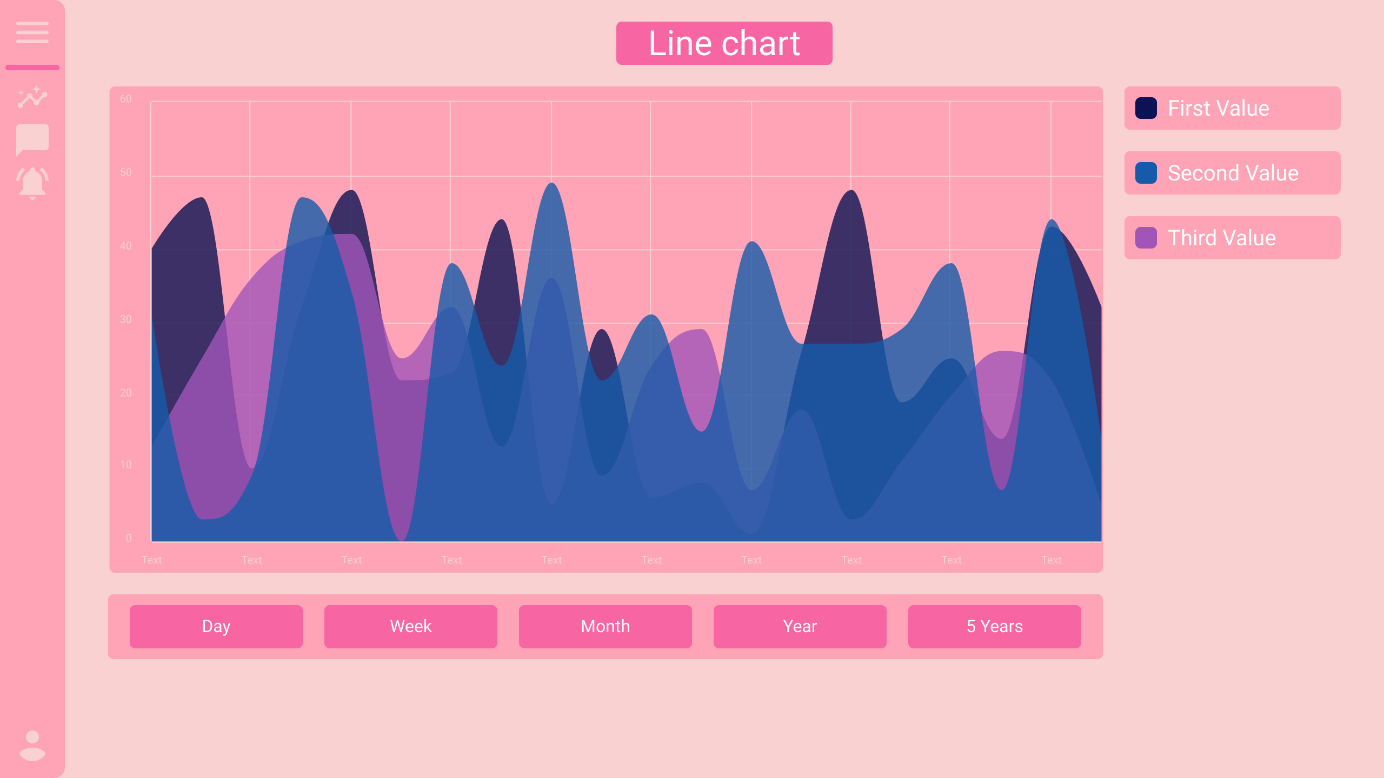 Line chart
60
50
40
30
20
10
0
Text Text Text Text Text Text Text Text Text Text
First Value
Second Value
Third Value
Day Week Month Year 5 Years